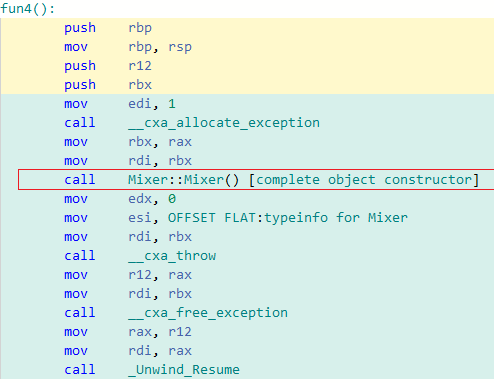 fun4():
push rbp
mov rbp, rsp
push r12
push rbx
mov edi, 1
call __cxa_allocate_exception
mov rbx, rax
mov rdi, rbx
call Mixer::Mixer() [complete object constructor]
mov edx, 0
mov esi, OFFSET FLAT:typeinfo for Mixer
mov rdi, rbx
call __cxa_throw
mov r12, rax
mov rdi, rbx
call __cxa_free_exception
mov rax, r12
mov rdi, rax
call _Unwind_Resume